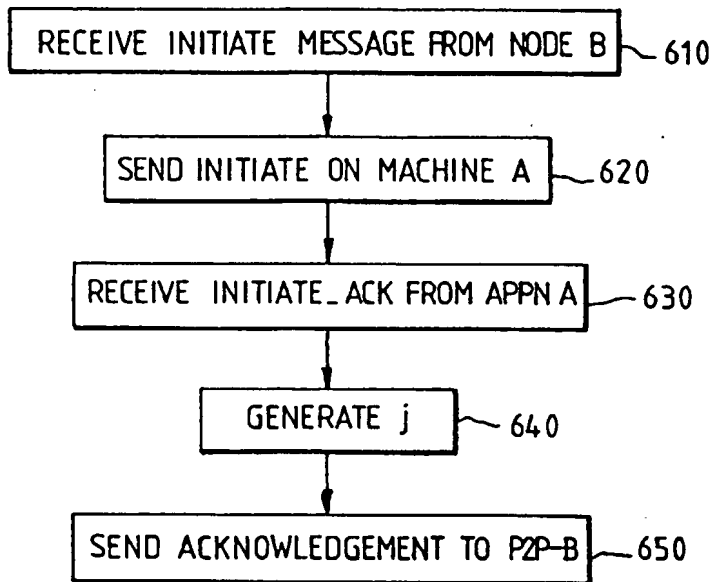 RECEIVE INITIATE MESSAGE FROM NODE B 610
SEND INITIATE ON MACHINE A 620
RECEIVE INITIATE_ACK FROM APPN A 630
GENERATE j 640
SEND ACKNOWLEDGEMENT TO P2P-B 650